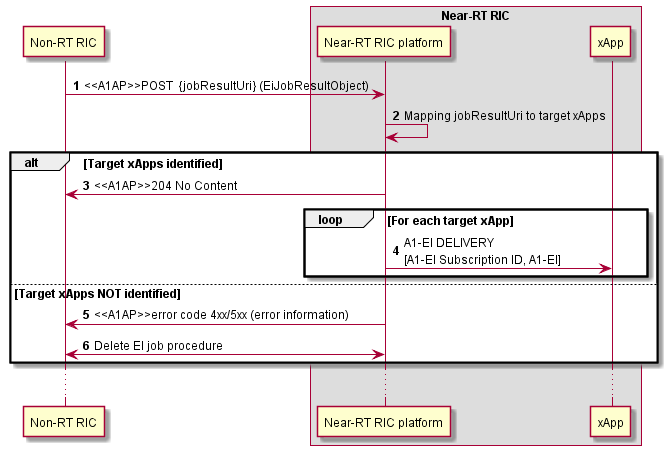 Near-RT RIC
Non-RT RIC
Near-RT RIC platform
xApp
1 <<A1AP>>POST {jobResultUri} (EiJobResultObject)
2 Mapping jobResultUri to target xApps
alt [Target xApps identified]
3 <<A1AP>>204 No Content
loop [For each target xApp]
4 A1-EI DELIVERY
[A1-EI Subscription ID, A1-EI]
[Target xApps NOT identified]
5 <<A1AP>>error code 4xx/5xx (error information)
6 Delete EI job procedure
Non-RT RIC
Near-RT RIC platform
xApp